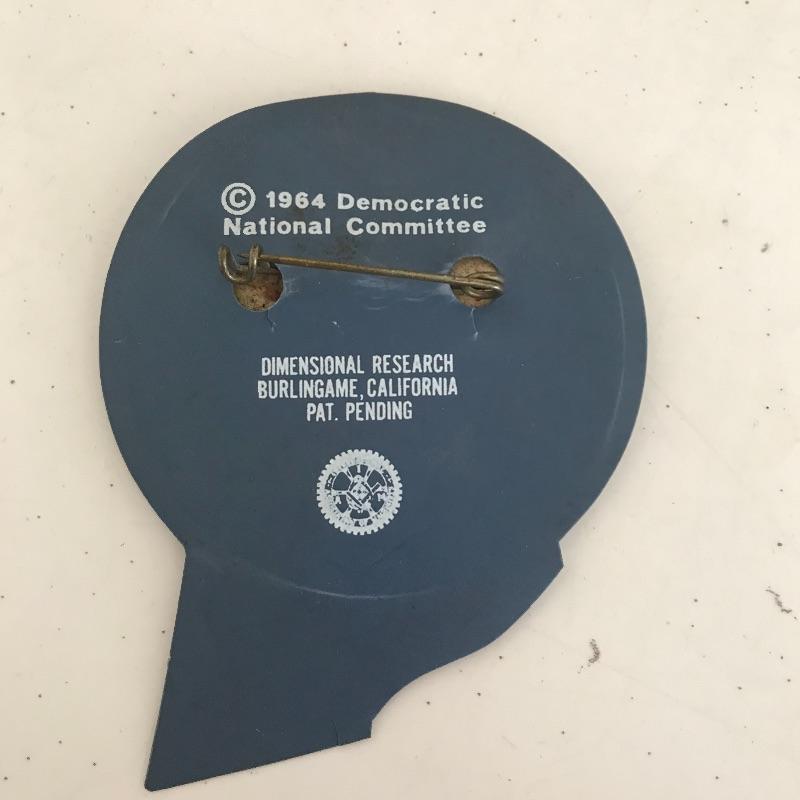 © 1964 Democratic
National Committee
DIMENSIONAL RESEARCH
BURLINGAME, CALIFORNIA
PAT. PENDING